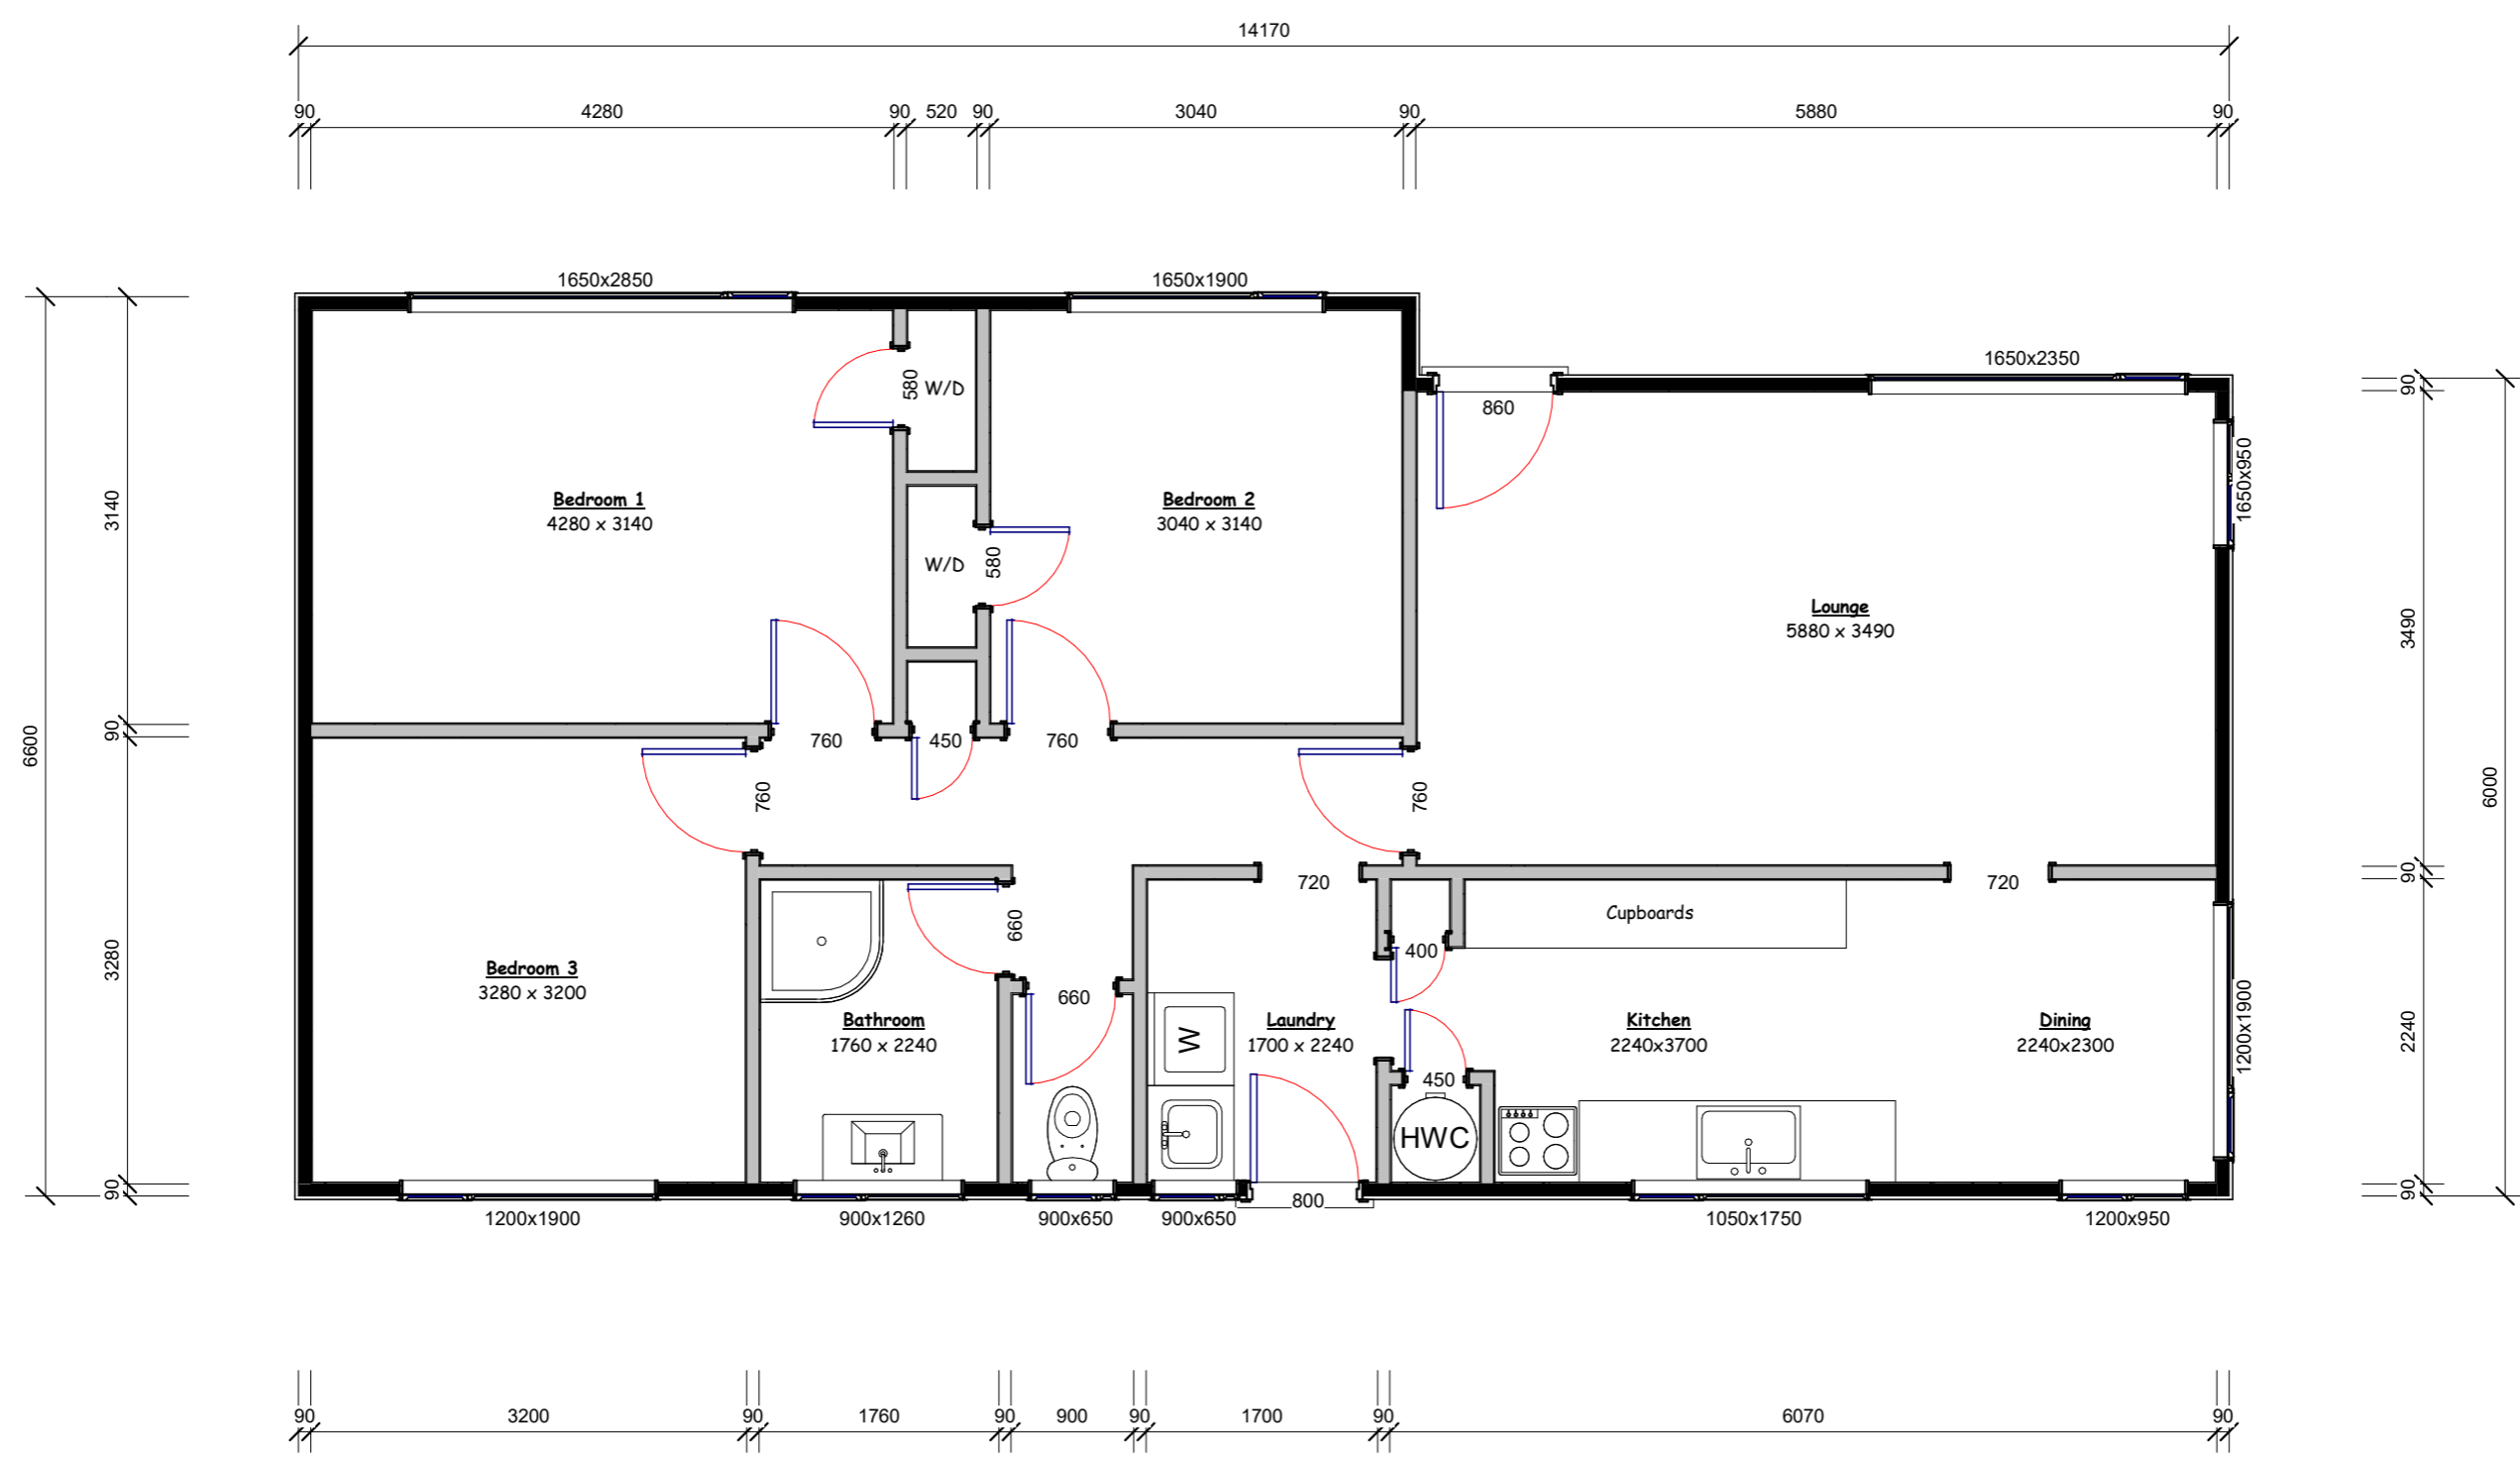 14170
90 4280 90 520 90 3040 90 5880 90
1650x2850
1650x1900
1650x2350
90
860
580
W/D
1650x950
3140
Bedroom 1
4280 x 3140
Bedroom 2
3040 x 3140
W/D
580
Lounge
5880 x 3490
3490
6600
90
760
450
760
760
760
6000
90
720
720
Cupboards
660
400
3280
Bedroom 3
3280 x 3200
660
Bathroom
1760 x 2240
W
Laundry
1700 x 2240
Kitchen
2240x3700
Dining
2240x2300
1200x1900
2240
450
HWC
90
800
90
1200x1900
900x1260
900x650
900x650
1050x1750
1200x950
90 3200 90 1760 90 900 90 1700 90 6070 90